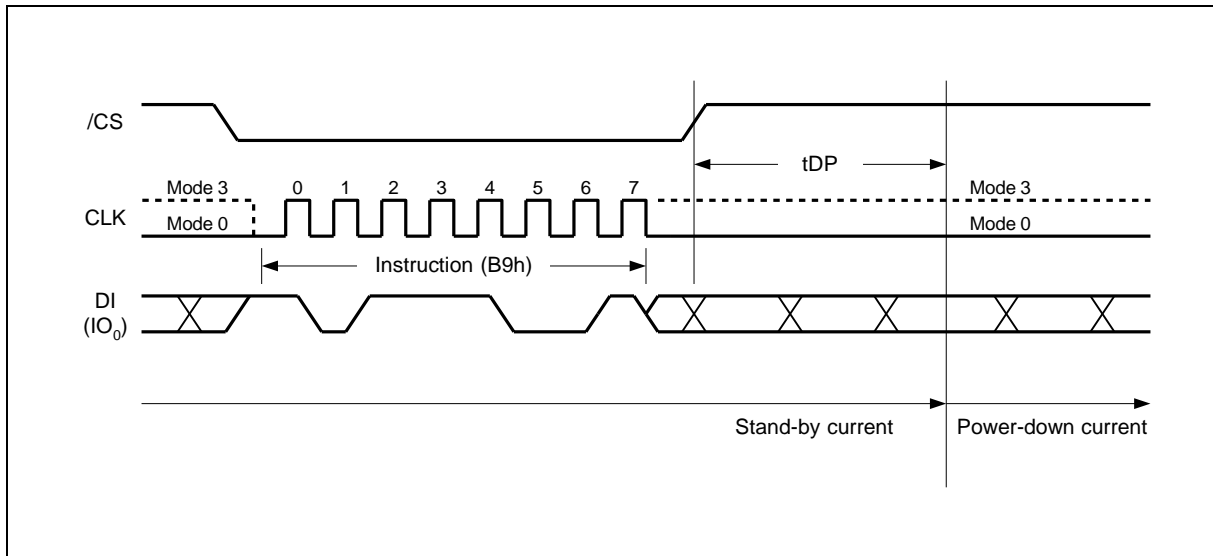 /CS
tDP
Mode 3
0 1 2 3 4 5 6 7
Mode 3
CLK
Mode 0
Mode 0
Instruction (B9h)
DI
(IO0)
Stand-by current
Power-down current